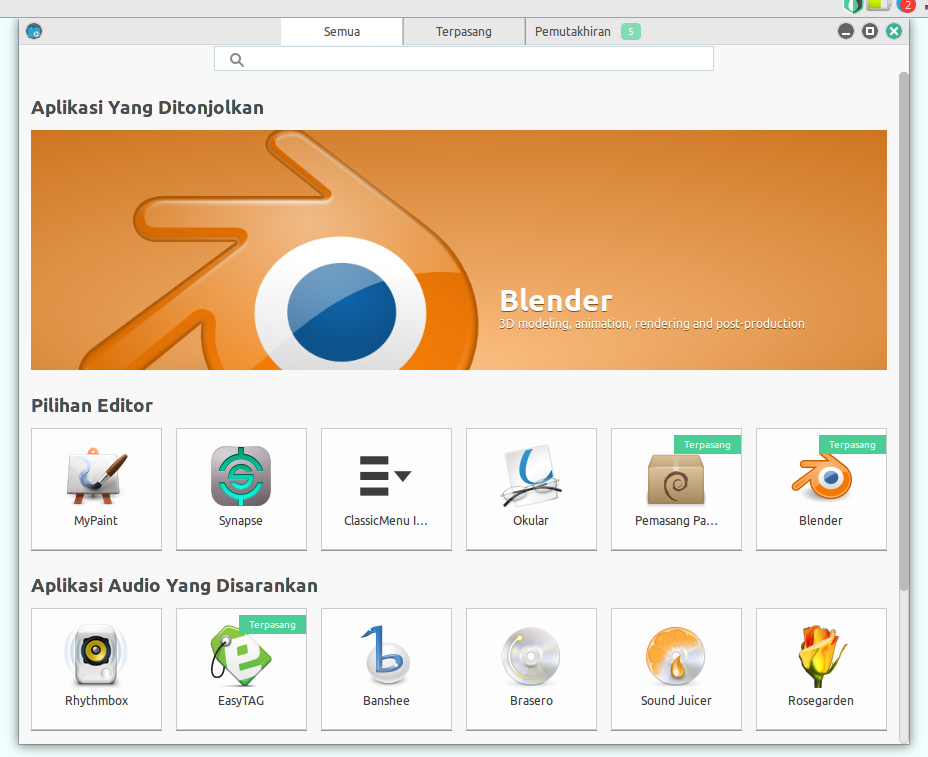 2
Semua
Terpasang
Pemutakhiran 5
Aplikasi Yang Ditonjolkan
Blender
3D modeling, animation, rendering and post-production
Pilihan Editor
Terpasang
Terpasang
MyPaint
Synapse
ClassicMenu I...
Okular
Pemasang Pa...
Blender
Aplikasi Audio Yang Disarankan
Terpasang
Rhythmbox
EasyTAG
Banshee
Brasero
Sound Juicer
Rosegarden